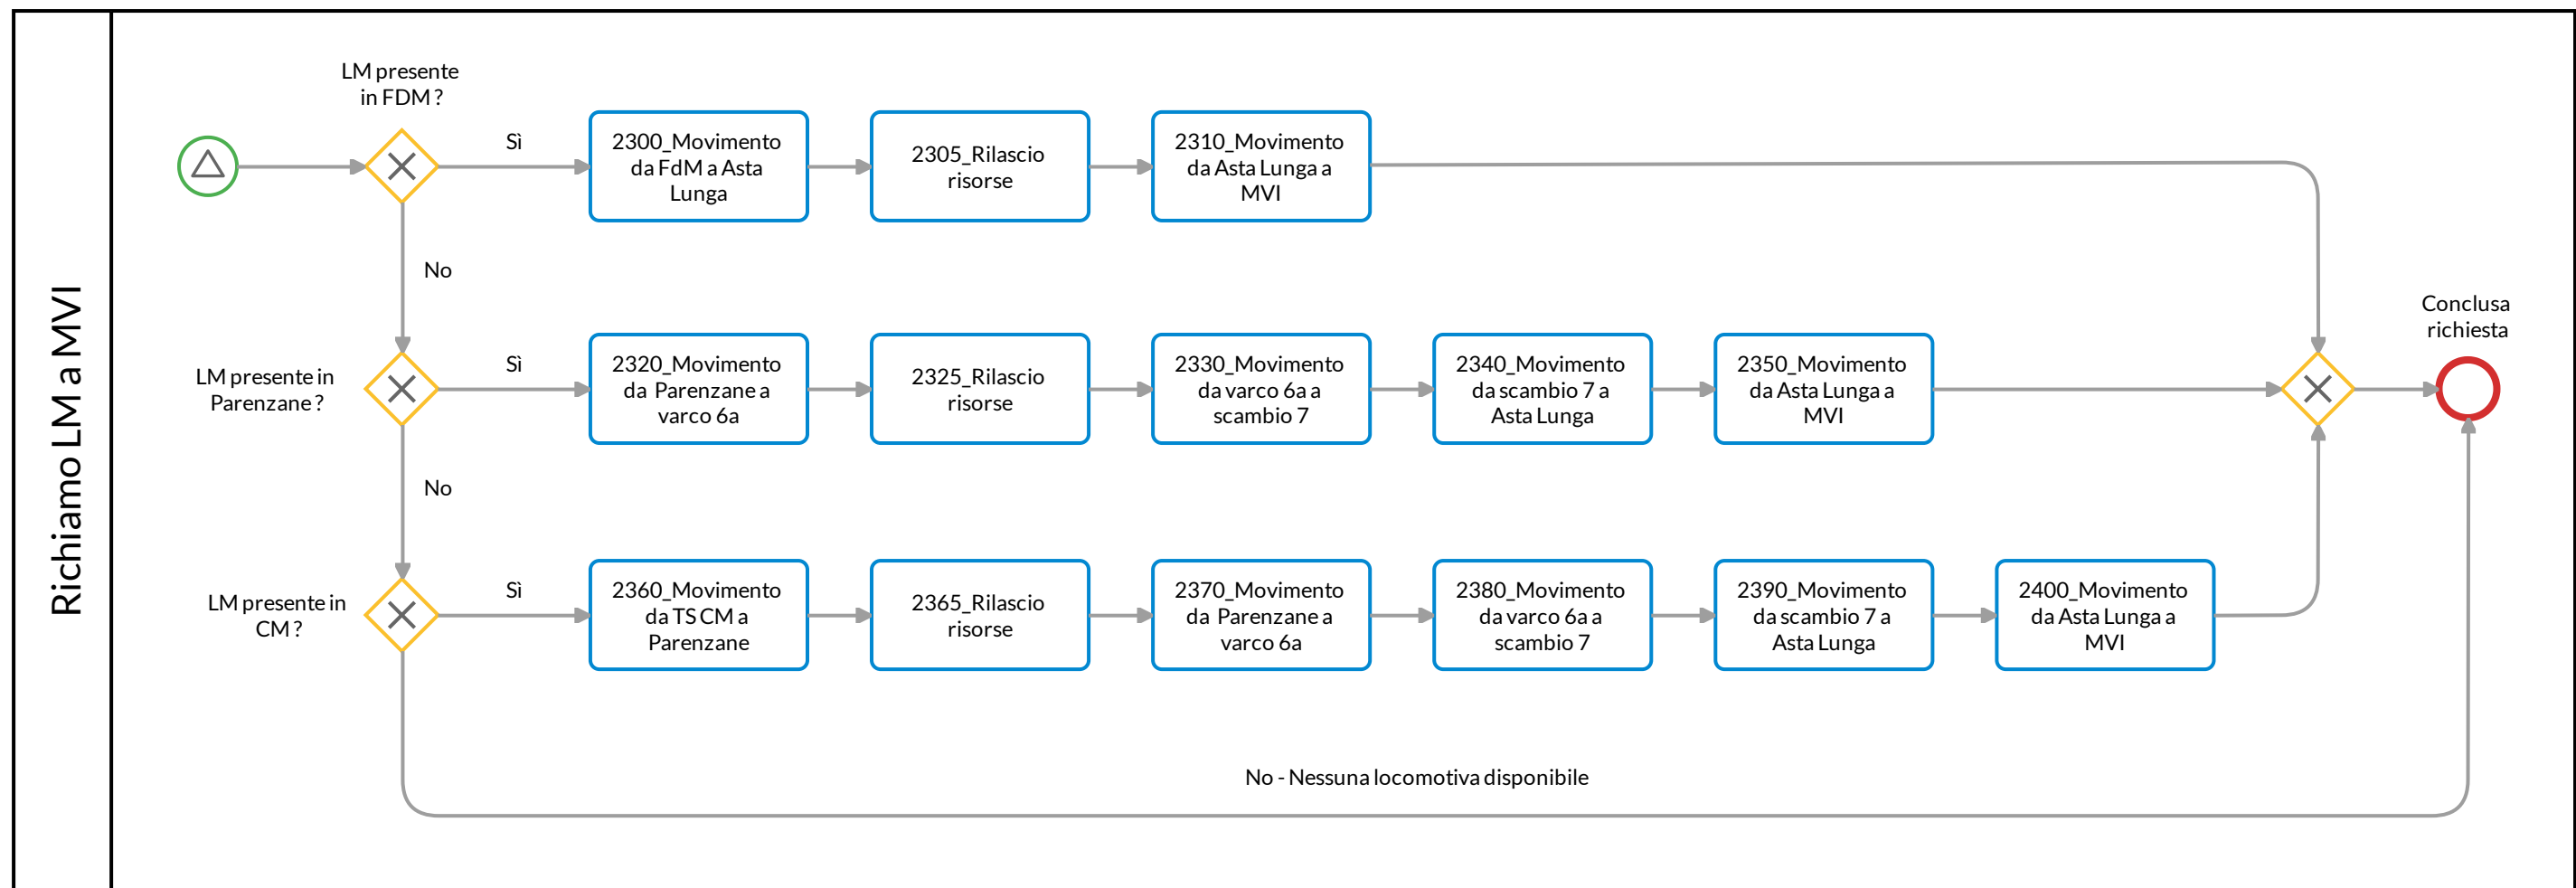 Richiamo LM a MVI
LM presente
in FDM ?
Sì
2300_Movimento
da FdM a Asta
Lunga
2305_Rilascio
risorse
2310_Movimento
da Asta Lunga a
MVI
No
LM presente in
Parenzane ?
Sì
2320_Movimento
da Parenzane a
varco 6a
2325_Rilascio
risorse
2330_Movimento
da varco 6a a
scambio 7
2340_Movimento
da scambio 7 a
Asta Lunga
2350_Movimento
da Asta Lunga a
MVI
Conclusa
richiesta
No
LM presente in
CM ?
Sì
2360_Movimento
da TS CM a
Parenzane
2365_Rilascio
risorse
2370_Movimento
da Parenzane a
varco 6a
2380_Movimento
da varco 6a a
scambio 7
2390_Movimento
da scambio 7 a
Asta Lunga
2400_Movimento
da Asta Lunga a
MVI
No - Nessuna locomotiva disponibile